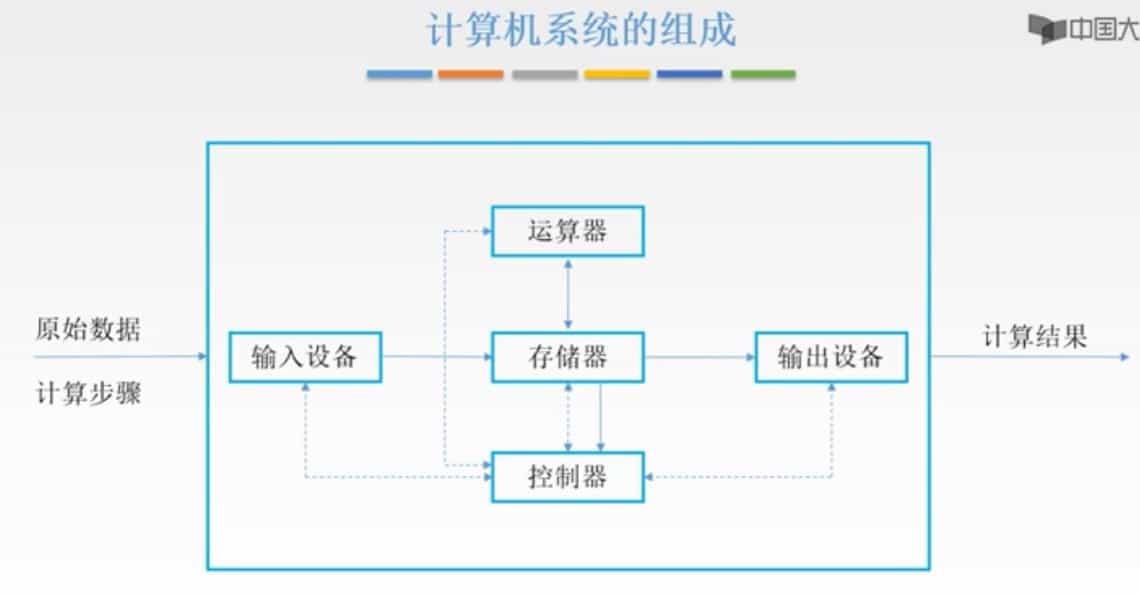 计算机系统的组成
中国大
运算器
原始数据
计算步骤
输入设备
存储器
输出设备
计算结果
控制器